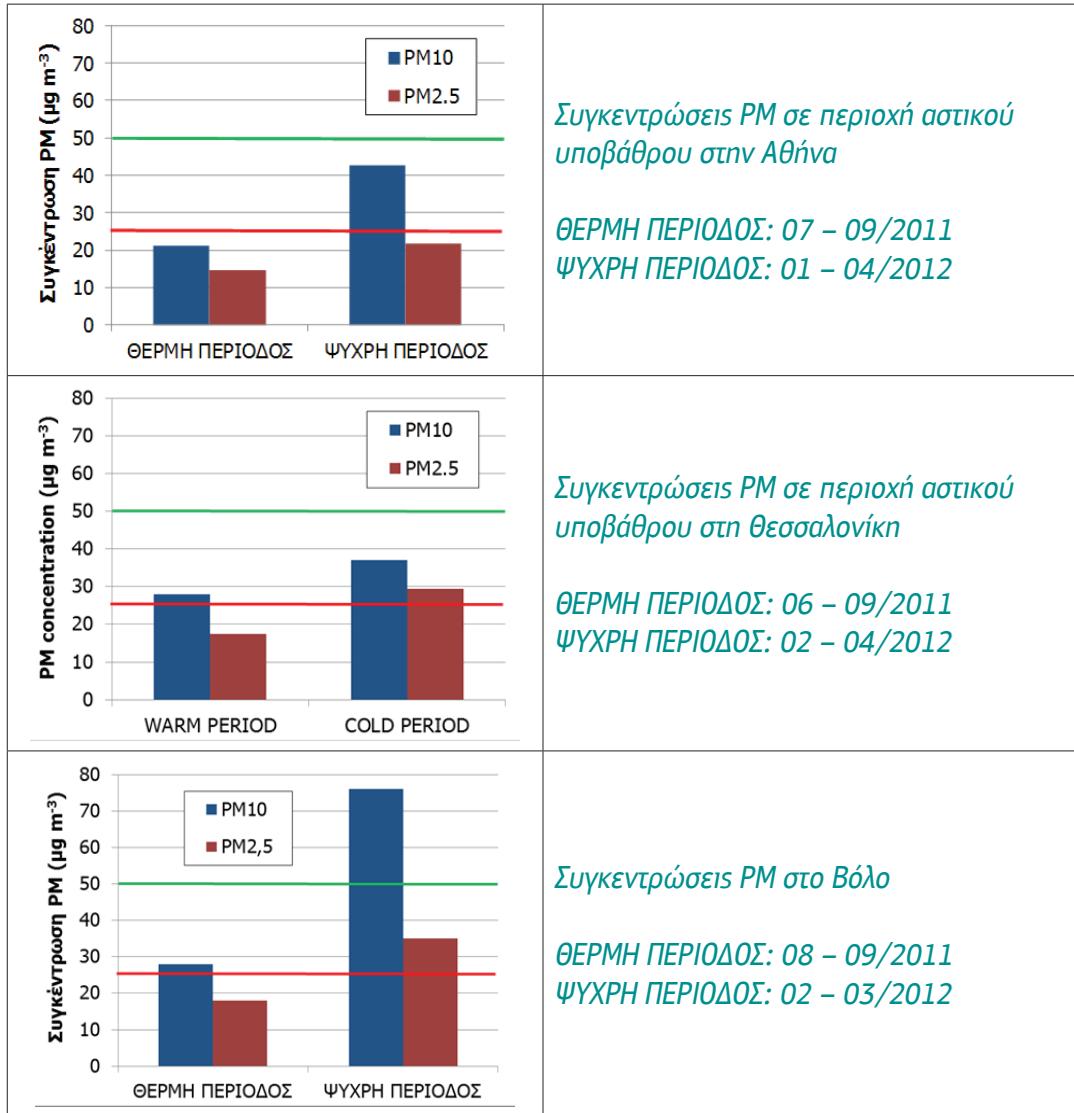 80
70
60
50
40
30
20
10
0
Συγκέντρωση PM (μg m⁻³)
PM10
PM2.5
ΘΕΡΜΗ ΠΕΡΙΟΔΟΣ ΨΥΧΡΗ ΠΕΡΙΟΔΟΣ
Συγκεντρώσεις PM σε περιοχή αστικού
υποβάθρου στην Αθήνα
ΘΕΡΜΗ ΠΕΡΙΟΔΟΣ: 07 – 09/2011
ΨΥΧΡΗ ΠΕΡΙΟΔΟΣ: 01 – 04/2012
80
70
60
50
40
30
20
10
0
PM concentration (μg m⁻³)
PM10
PM2.5
WARM PERIOD COLD PERIOD
Συγκεντρώσεις PM σε περιοχή αστικού
υποβάθρου στη Θεσσαλονίκη
ΘΕΡΜΗ ΠΕΡΙΟΔΟΣ: 06 – 09/2011
ΨΥΧΡΗ ΠΕΡΙΟΔΟΣ: 02 – 04/2012
80
70
60
50
40
30
20
10
0
Συγκέντρωση PM (μg m⁻³)
PM10
PM2,5
ΘΕΡΜΗ ΠΕΡΙΟΔΟΣ ΨΥΧΡΗ ΠΕΡΙΟΔΟΣ
Συγκεντρώσεις PM στο Βόλο
ΘΕΡΜΗ ΠΕΡΙΟΔΟΣ: 08 – 09/2011
ΨΥΧΡΗ ΠΕΡΙΟΔΟΣ: 02 – 03/2012